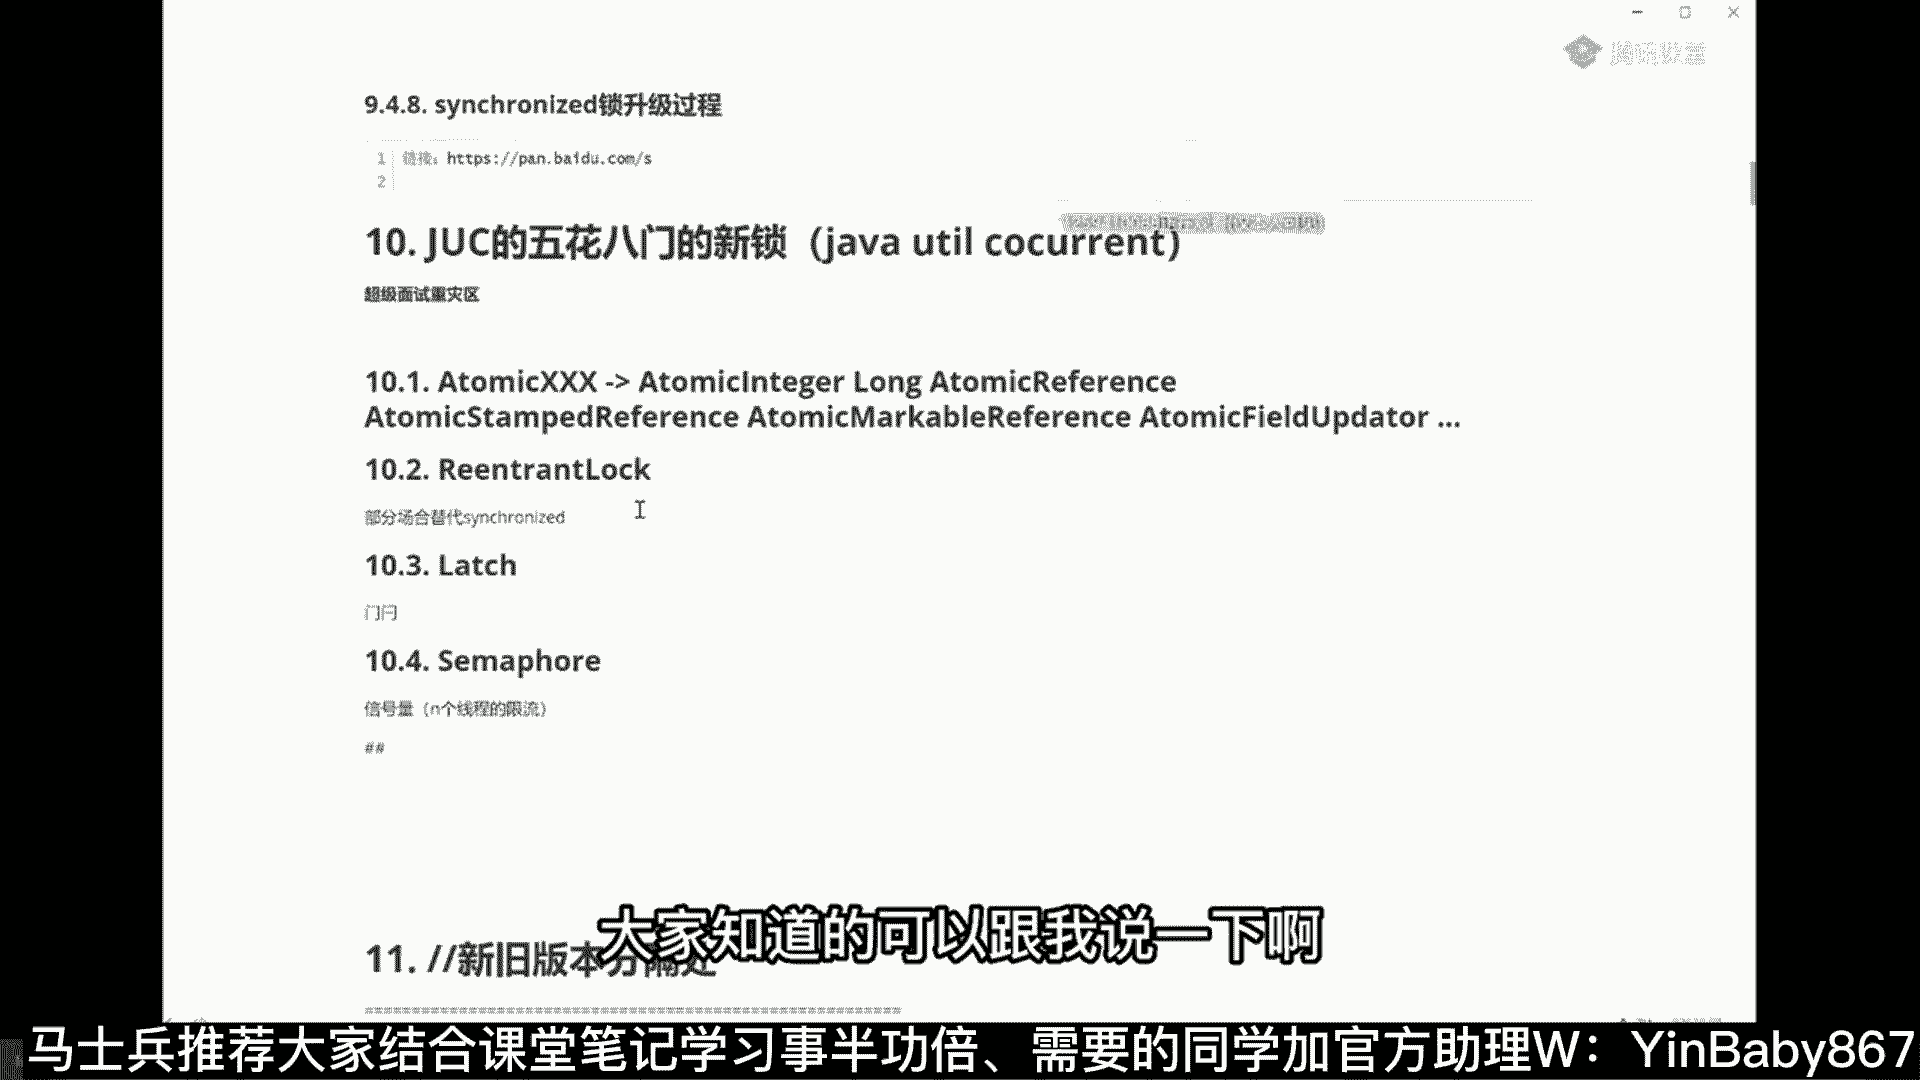 9.4.8. synchronized锁升级过程
1 链接：https://pan.baidu.com/s
2
10. JUC的五花八门的新锁（java util cocurrent）
超级面试重灾区
10.1. AtomicXXX -> AtomicInteger Long AtomicReference
AtomicStampedReference AtomicMarkableReference AtomicFieldUpdator ...
10.2. ReentrantLock
部分场合替代synchronized
10.3. Latch
门闩
10.4. Semaphore
信号量（n个线程的限流）
##
大家知道的可以跟我说一下啊
11. //新旧版本分隔处
马士兵推荐大家结合课堂笔记学习事半功倍、需要的同学加官方助理W：YinBaby867